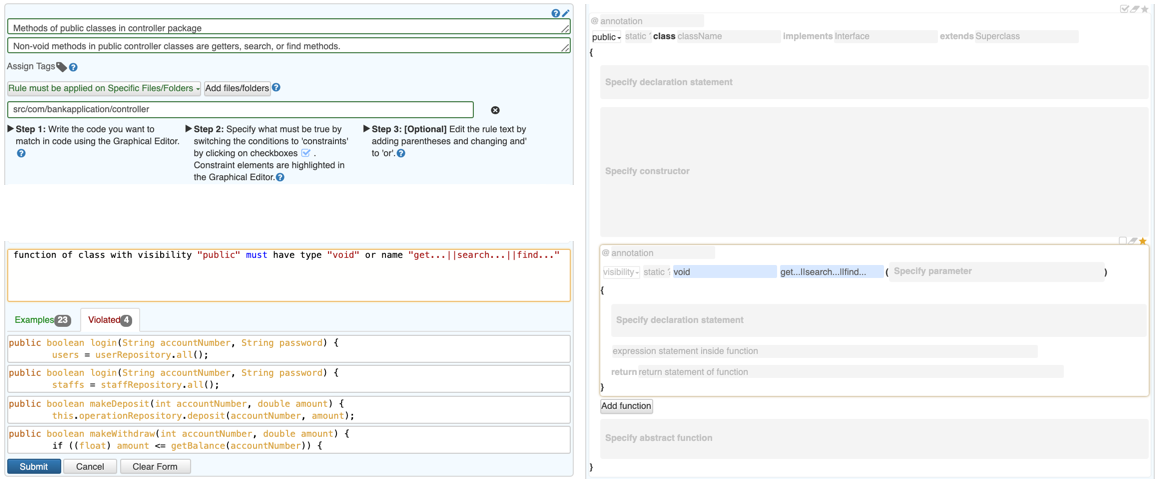 Methods of public classes in controller package
Non-void methods in public controller classes are getters, search, or find methods.
Assign Tags
Rule must be applied on Specific Files/Folders
Add files/folders
src/com/bankapplication/controller
Step 1: Write the code you want to
match in code using the Graphical Editor.
Step 2: Specify what must be true by
switching the conditions to 'constraints'
by clicking on checkboxes .
Constraint elements are highlighted in
the Graphical Editor.
Step 3: [Optional] Edit the rule text by
adding parentheses and changing and'
to 'or'.
function of class with visibility "public" must have type "void" or name "get...||search...||find..."
Examples 23
Violated 4
public boolean login(String accountNumber, String password) {
users = userRepository.all();
public boolean login(String accountNumber, String password) {
staffs = staffRepository.all();
public boolean makeDeposit(int accountNumber, double amount) {
this.operationRepository.deposit(accountNumber, amount);
public boolean makeWithdraw(int accountNumber, double amount) {
if ((float) amount <= getBalance(accountNumber)) {
Submit
Cancel
Clear Form
@ annotation
public static ? class className implements Interface extends Superclass
{
Specify declaration statement
Specify constructor
@ annotation
visibility static ? void get...||search...||find... ( Specify parameter )
{
Specify declaration statement
expression statement inside function
return return statement of function
}
Add function
Specify abstract function
}